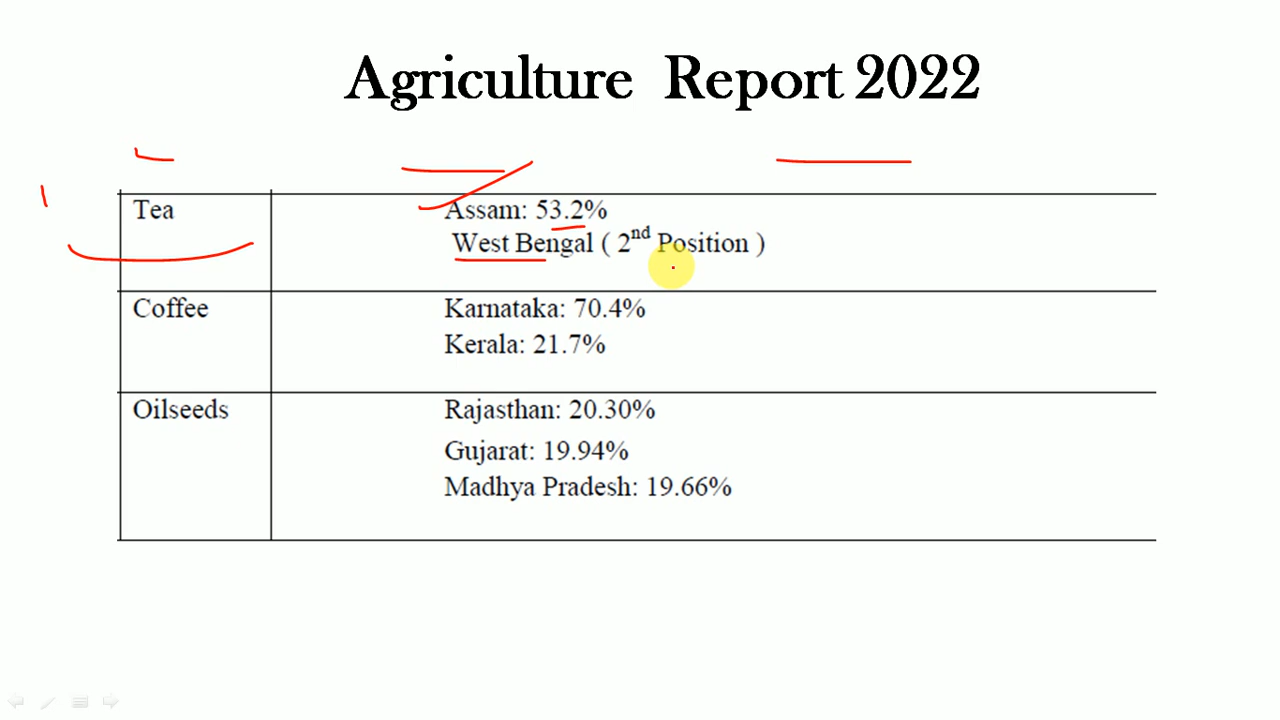 Agriculture Report 2022
Tea
Assam: 53.2%
West Bengal ( 2nd Position )
Coffee
Karnataka: 70.4%
Kerala: 21.7%
Oilseeds
Rajasthan: 20.30%
Gujarat: 19.94%
Madhya Pradesh: 19.66%